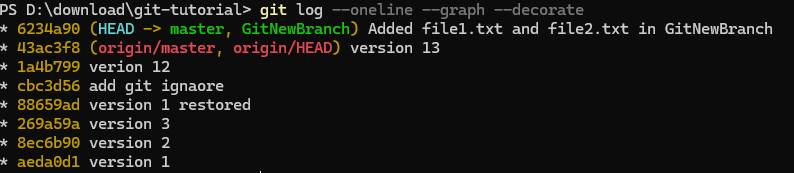 PS D:\download\git-tutorial> git log --oneline --graph --decorate
* 6234a90 (HEAD -> master, GitNewBranch) Added file1.txt and file2.txt in GitNewBranch
* 43ac3f8 (origin/master, origin/HEAD) version 13
* 1a4b799 verion 12
* cbc3d56 add git ignaore
* 88659ad version 1 restored
* 269a59a version 3
* 8ec6b90 version 2
* aeda0d1 version 1